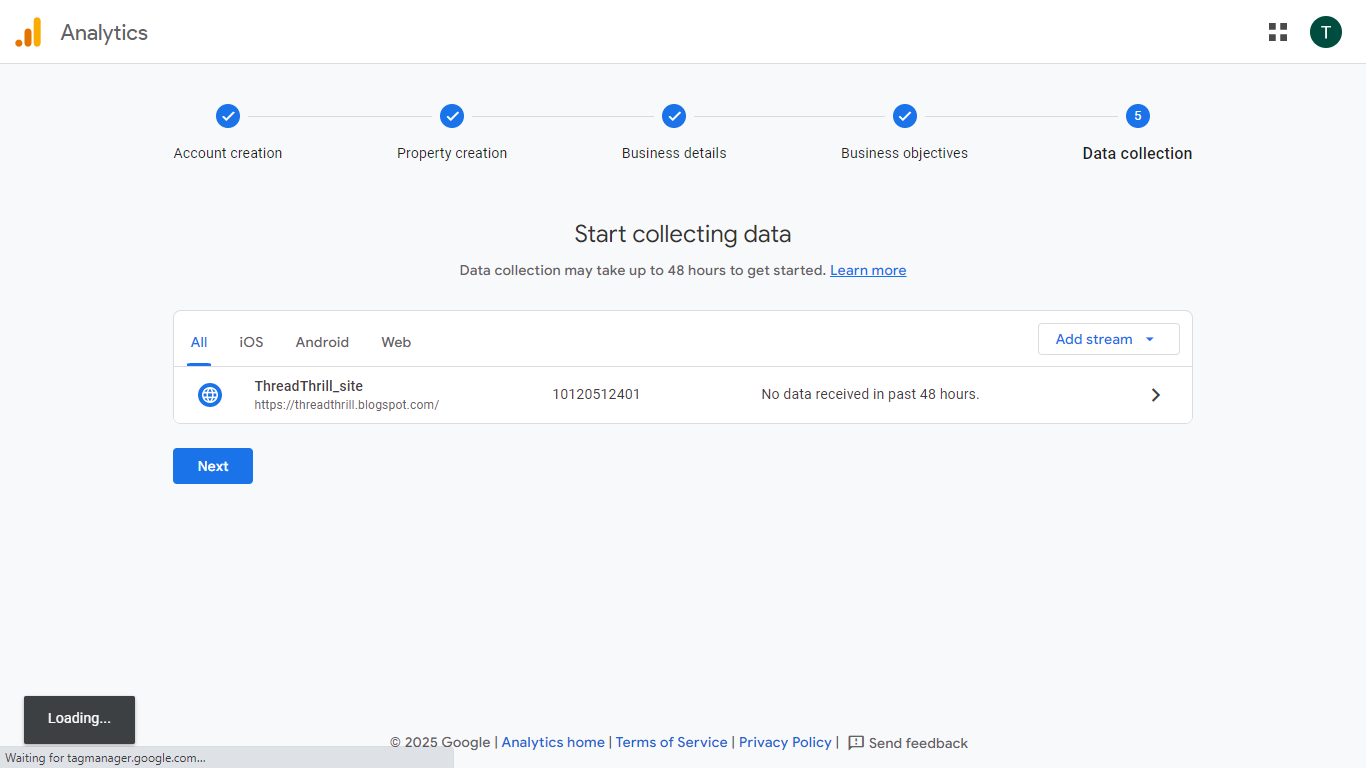 Analytics
T
5
Account creation
Property creation
Business details
Business objectives
Data collection
Start collecting data
Data collection may take up to 48 hours to get started. Learn more
All iOS Android Web
Add stream
ThreadThrill_site
https://threadthrill.blogspot.com/
10120512401
No data received in past 48 hours.
Next
Loading...
© 2025 Google | Analytics home | Terms of Service | Privacy Policy | Send feedback
Waiting for tagmanager.google.com...